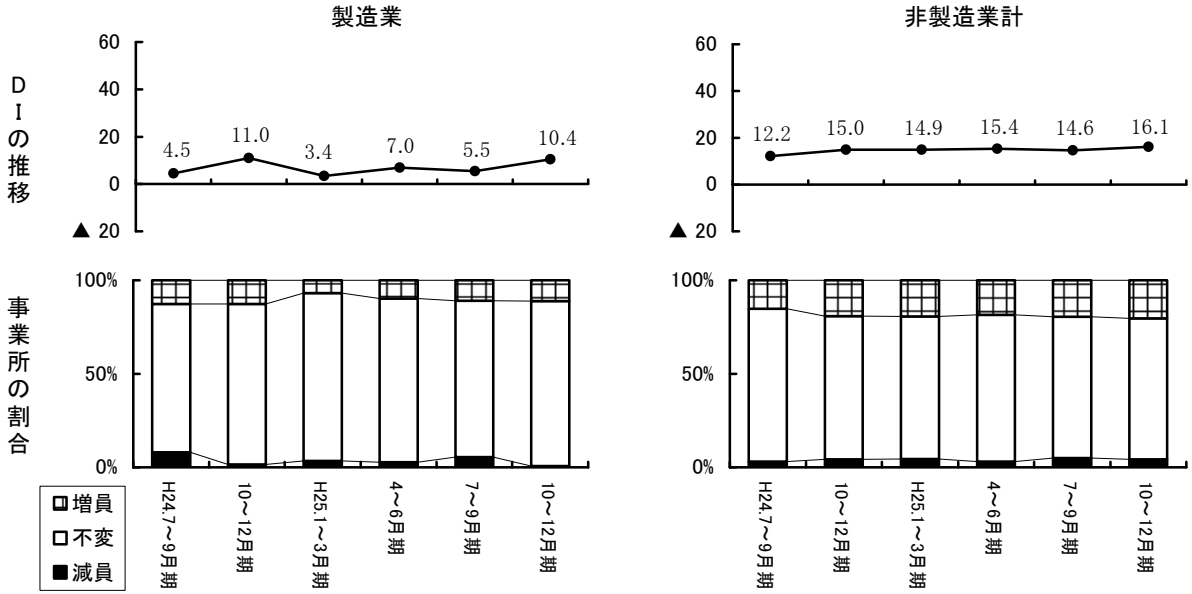 製造業
DIの推移
60
40
20
0
▲ 20
4.5
11.0
3.4
7.0
5.5
10.4
非製造業計
60
40
20
0
▲ 20
12.2
15.0
14.9
15.4
14.6
16.1
事業所の割合
100%
50%
0%
H24.7～9月期
10～12月期
H25.1～3月期
4～6月期
7～9月期
10～12月期
100%
50%
0%
H24.7～9月期
10～12月期
H25.1～3月期
4～6月期
7～9月期
10～12月期
増員
不変
減員